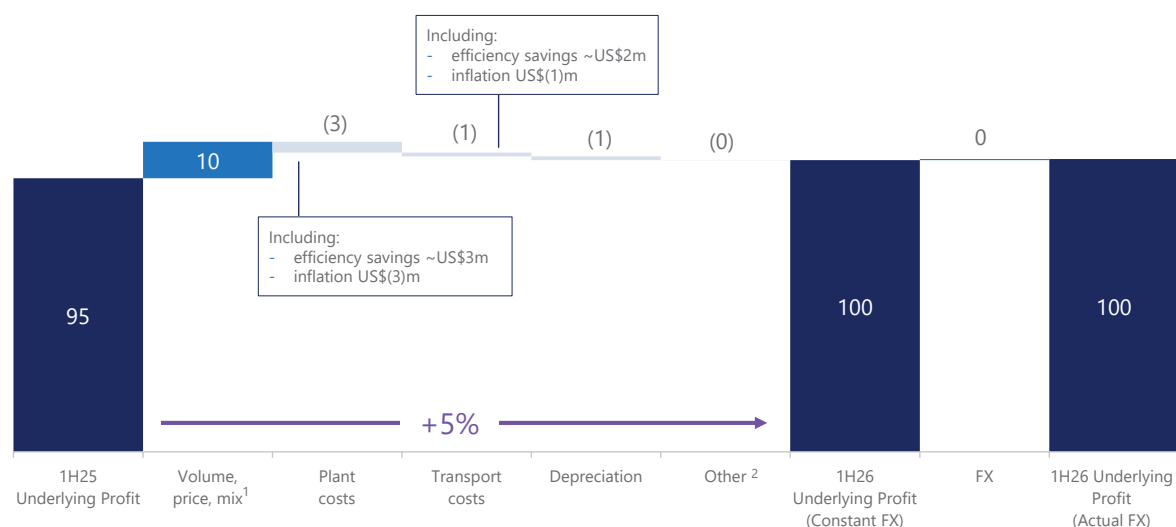 Including:
- efficiency savings ~US$2m
- inflation US$(1)m
(3)
(1)
(1)
(0)
0
10
Including:
- efficiency savings ~US$3m
- inflation US$(3)m
95
100
100
+5%
1H25
Underlying Profit
Volume,
price, mix1
Plant
costs
Transport
costs
Depreciation
Other 2
1H26
Underlying Profit
(Constant FX)
FX
1H26 Underlying
Profit
(Actual FX)